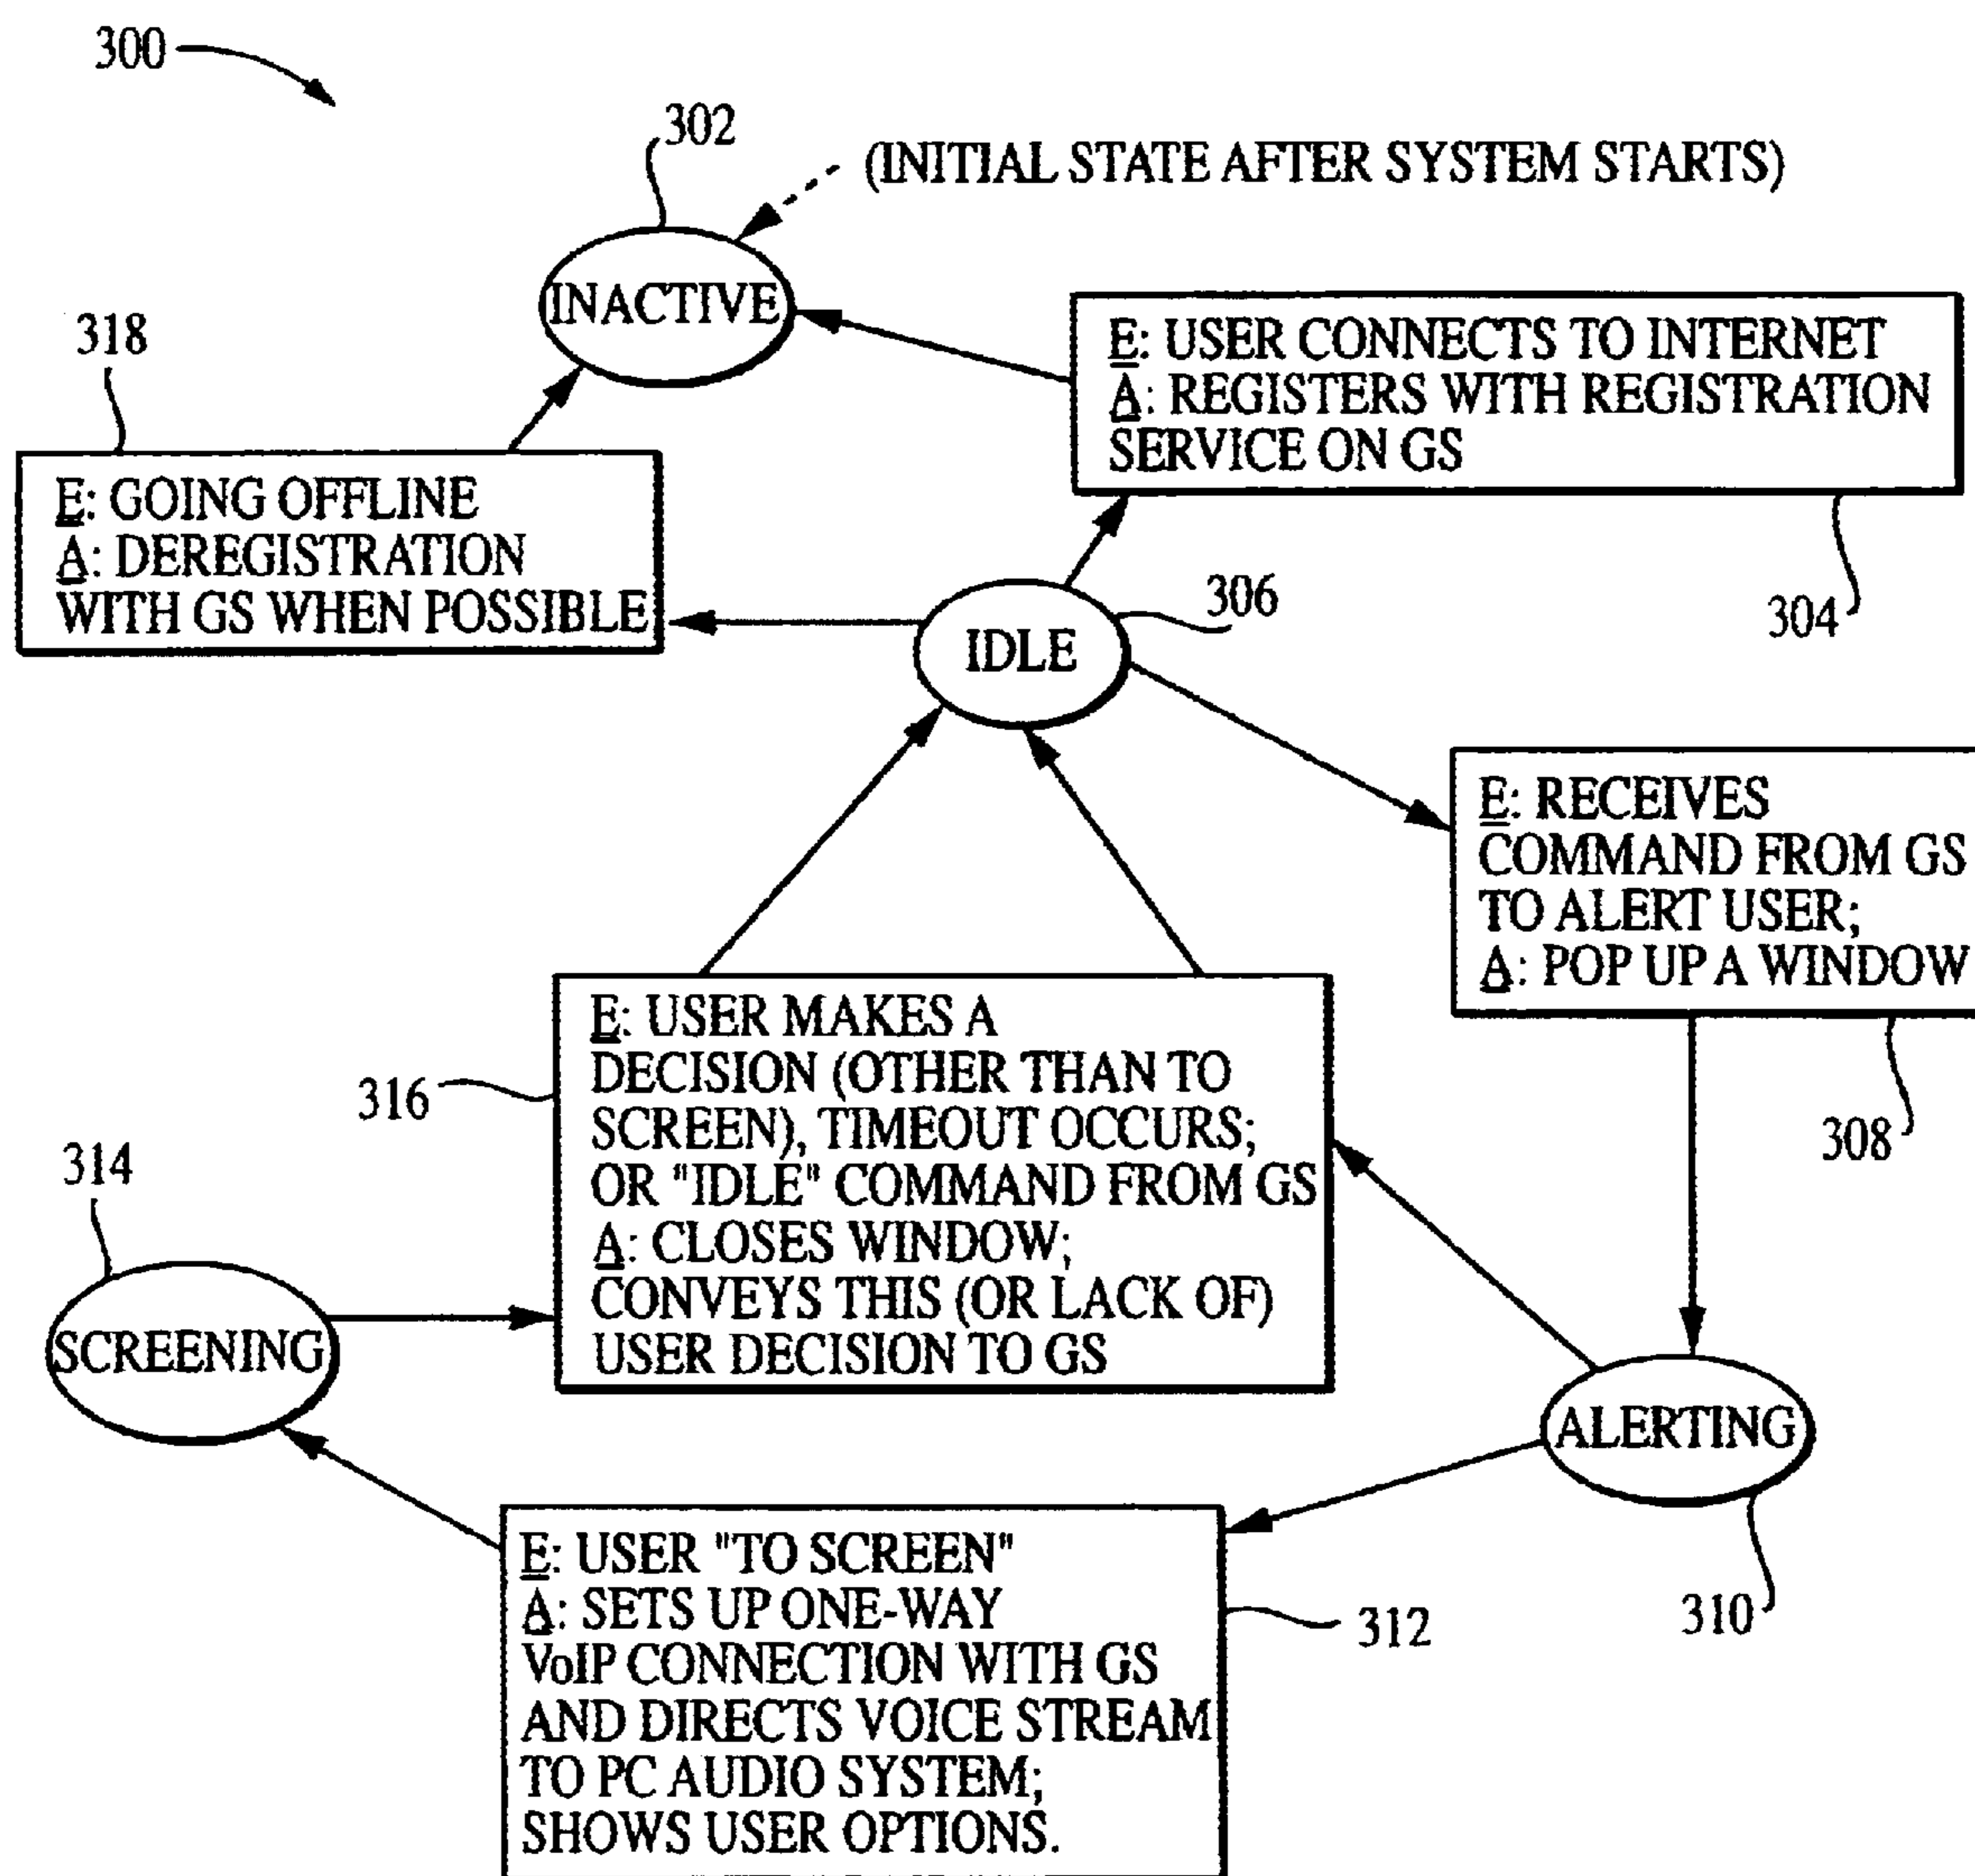 300
302
(INITIAL STATE AFTER SYSTEM STARTS)
INACTIVE
318
E: USER CONNECTS TO INTERNET
A: REGISTERS WITH REGISTRATION
SERVICE ON GS
304
E: GOING OFFLINE
A: DEREGISTRATION
WITH GS WHEN POSSIBLE
306
IDLE
E: RECEIVES
COMMAND FROM GS
TO ALERT USER;
A: POP UP A WINDOW
308
316
E: USER MAKES A
DECISION (OTHER THAN TO
SCREEN), TIMEOUT OCCURS;
OR "IDLE" COMMAND FROM GS
A: CLOSES WINDOW;
CONVEYS THIS (OR LACK OF)
USER DECISION TO GS
314
SCREENING
ALERTING
310
E: USER "TO SCREEN"
A: SETS UP ONE-WAY
VoIP CONNECTION WITH GS
AND DIRECTS VOICE STREAM
TO PC AUDIO SYSTEM;
SHOWS USER OPTIONS.
312